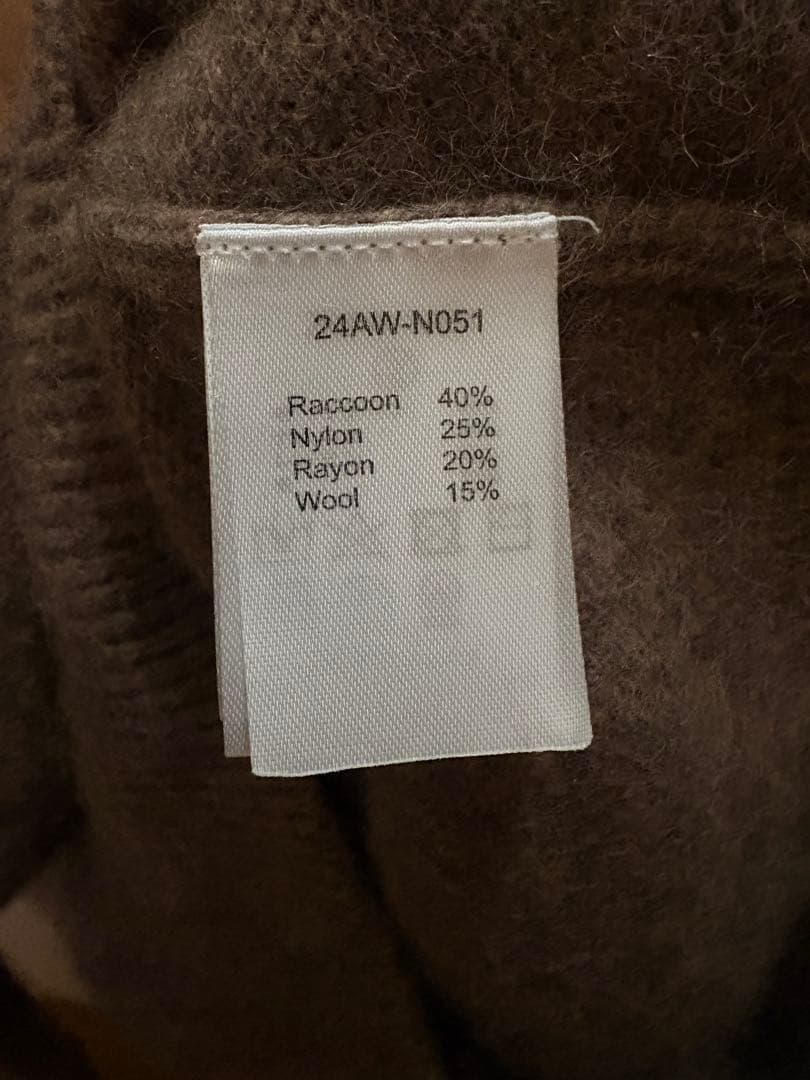 24AW-N051
Raccoon 40%
Nylon 25%
Rayon 20%
Wool 15%